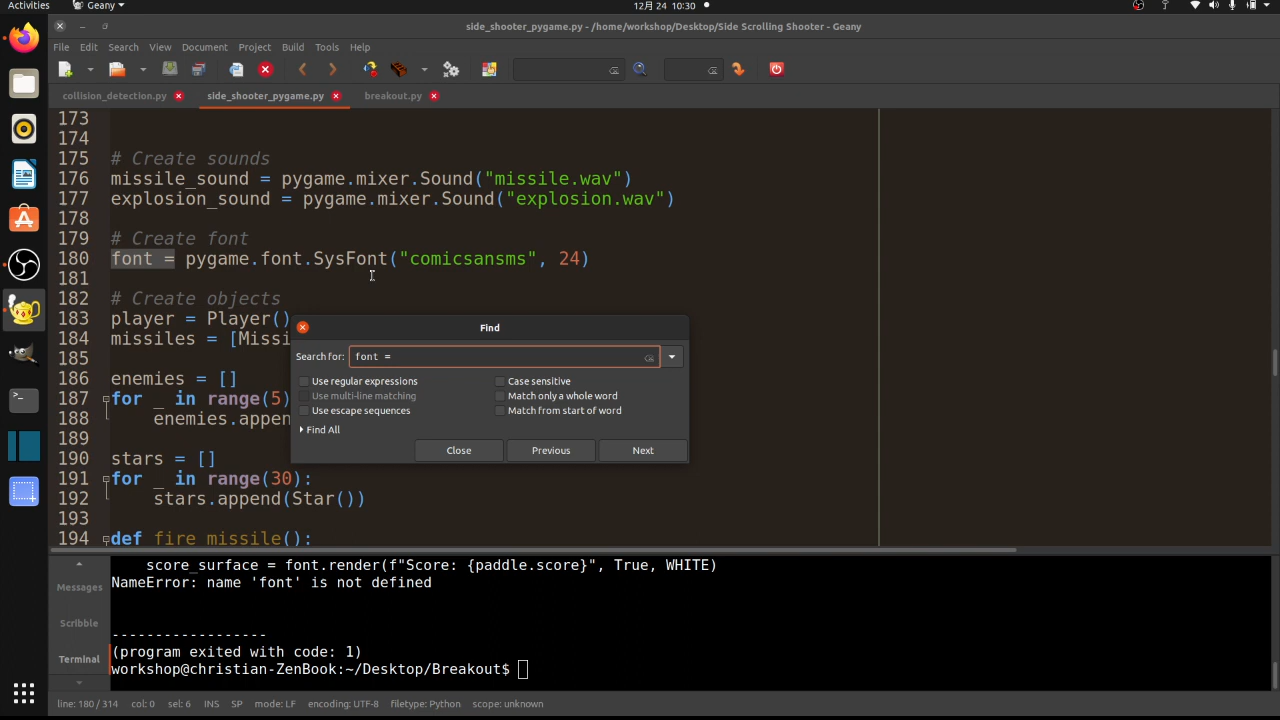 Activities Geany 12月 24 10:30
side_shooter_pygame.py - /home/workshop/Desktop/Side Scrolling Shooter - Geany
File Edit Search View Document Project Build Tools Help
collision_detection.py side_shooter_pygame.py breakout.py
173
174
175 # Create sounds
176 missile_sound = pygame.mixer.Sound("missile.wav")
177 explosion_sound = pygame.mixer.Sound("explosion.wav")
178
179 # Create font
180 font = pygame.font.SysFont("comicsansms", 24)
181
182 # Create objects
183 player = Player()
184 missiles = [Missi
185
186 enemies = []
187 for _ in range(5)
188 enemies.appen
189
190 stars = []
191 for _ in range(30):
192 stars.append(Star())
193
194 def fire_missile():
Find
Search for: font =
Use regular expressions Case sensitive
Use multi-line matching Match only a whole word
Use escape sequences Match from start of word
Find All
Close Previous Next
Messages
Scribble
Terminal
score_surface = font.render(f"Score: {paddle.score}", True, WHITE)
NameError: name 'font' is not defined
------------------
(program exited with code: 1)
workshop@christian-ZenBook:~/Desktop/Breakout$
line: 180 / 314 col: 0 sel: 6 INS SP mode: LF encoding: UTF-8 filetype: Python scope: unknown